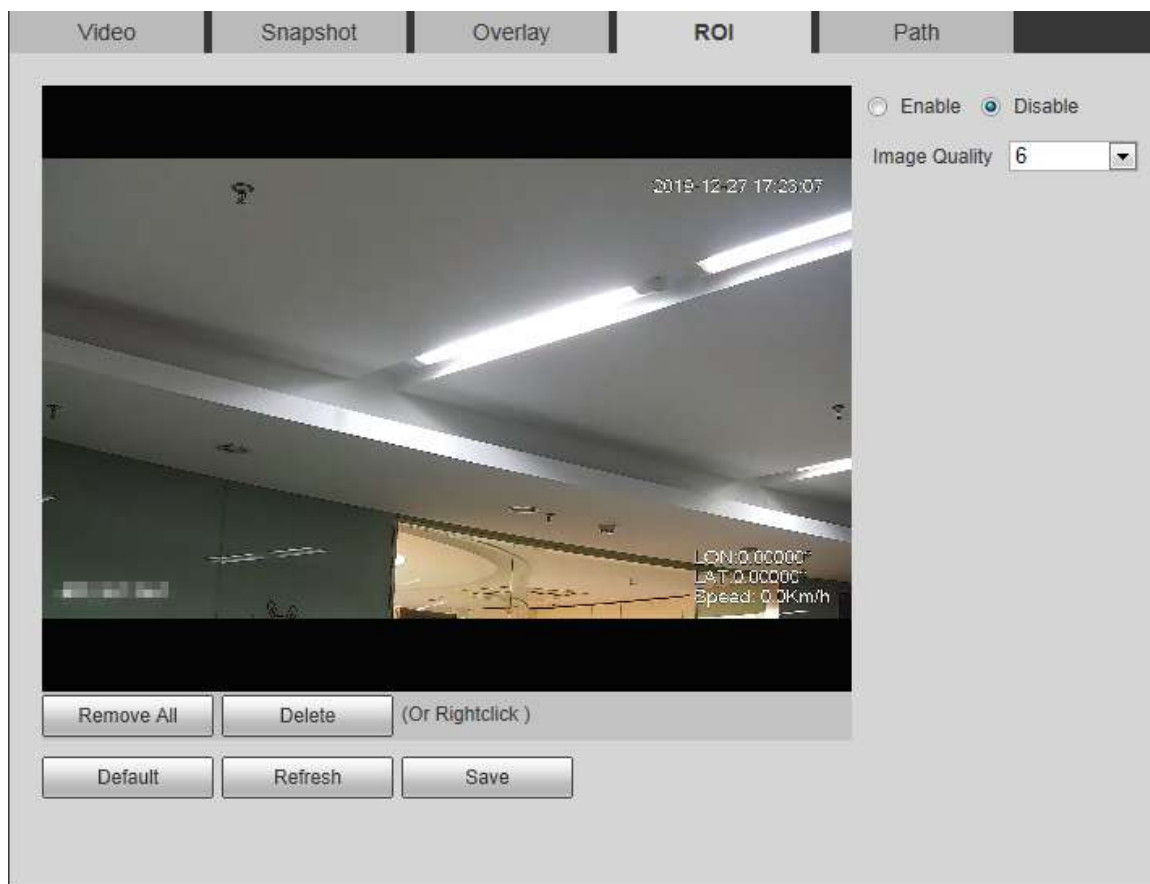 Video Snapshot Overlay ROI Path
Enable Disable
Image Quality 6
2019-12-27 17:23:07
LON:0.00000°
LAT:0.00000°
Speed: 0.0Km/h
Remove All Delete (Or Rightclick )
Default Refresh Save